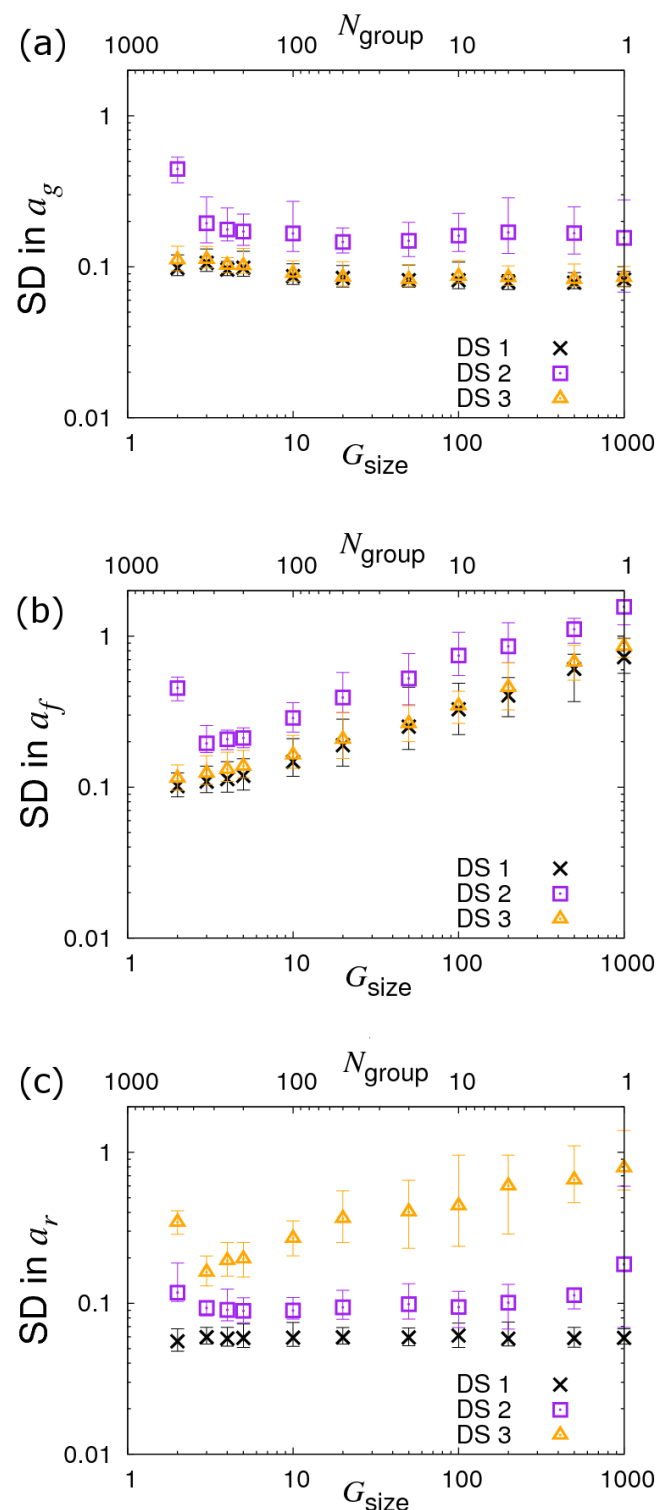 (a)
N_group
1000 100 10 1
SD in a_g
1
0.1
0.01
DS 1
DS 2
DS 3
1 10 100 1000
G_size
(b)
N_group
1000 100 10 1
SD in a_f
1
0.1
0.01
DS 1
DS 2
DS 3
1 10 100 1000
G_size
(c)
N_group
1000 100 10 1
SD in a_r
1
0.1
0.01
DS 1
DS 2
DS 3
1 10 100 1000
G_size